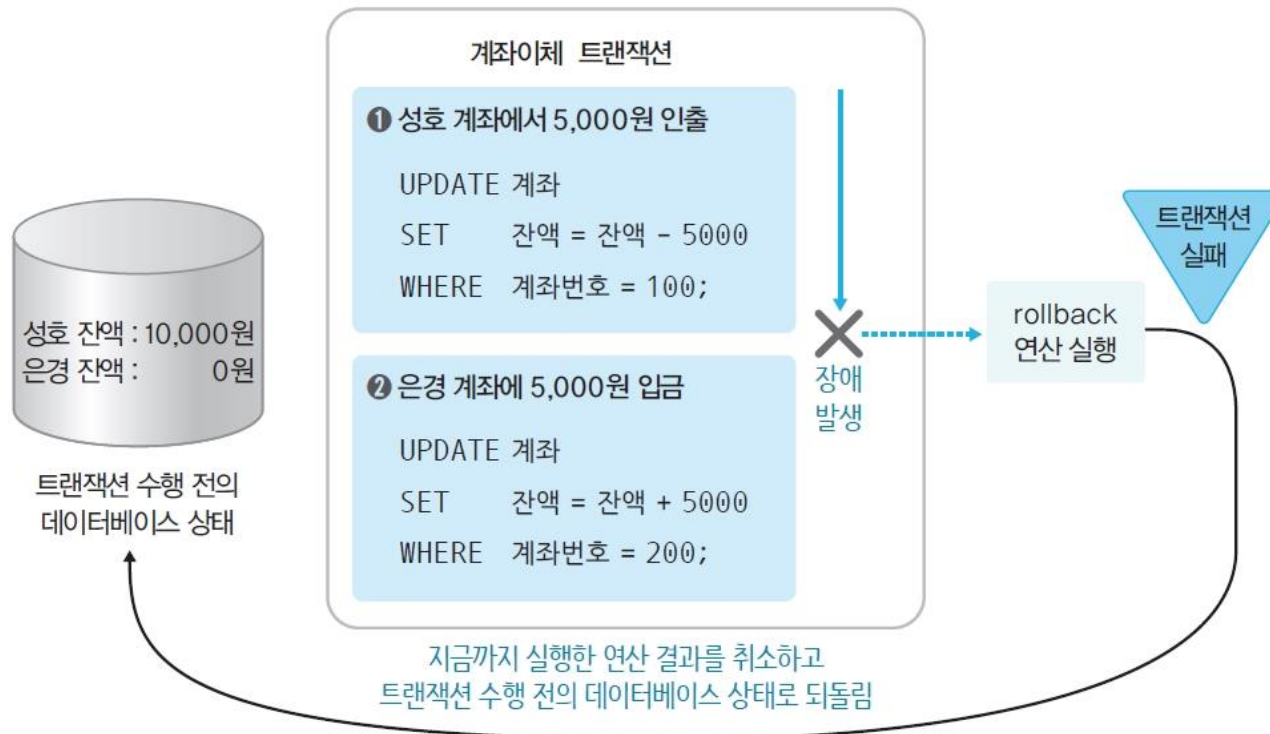 계좌이체 트랜잭션
❶ 성호 계좌에서 5,000원 인출
UPDATE 계좌
SET 잔액 = 잔액 - 5000
WHERE 계좌번호 = 100;
❷ 은경 계좌에 5,000원 입금
UPDATE 계좌
SET 잔액 = 잔액 + 5000
WHERE 계좌번호 = 200;
성호 잔액 : 10,000원
은경 잔액 : 0원
트랜잭션 수행 전의
데이터베이스 상태
장애
발생
rollback
연산 실행
트랜잭션
실패
지금까지 실행한 연산 결과를 취소하고
트랜잭션 수행 전의 데이터베이스 상태로 되돌림